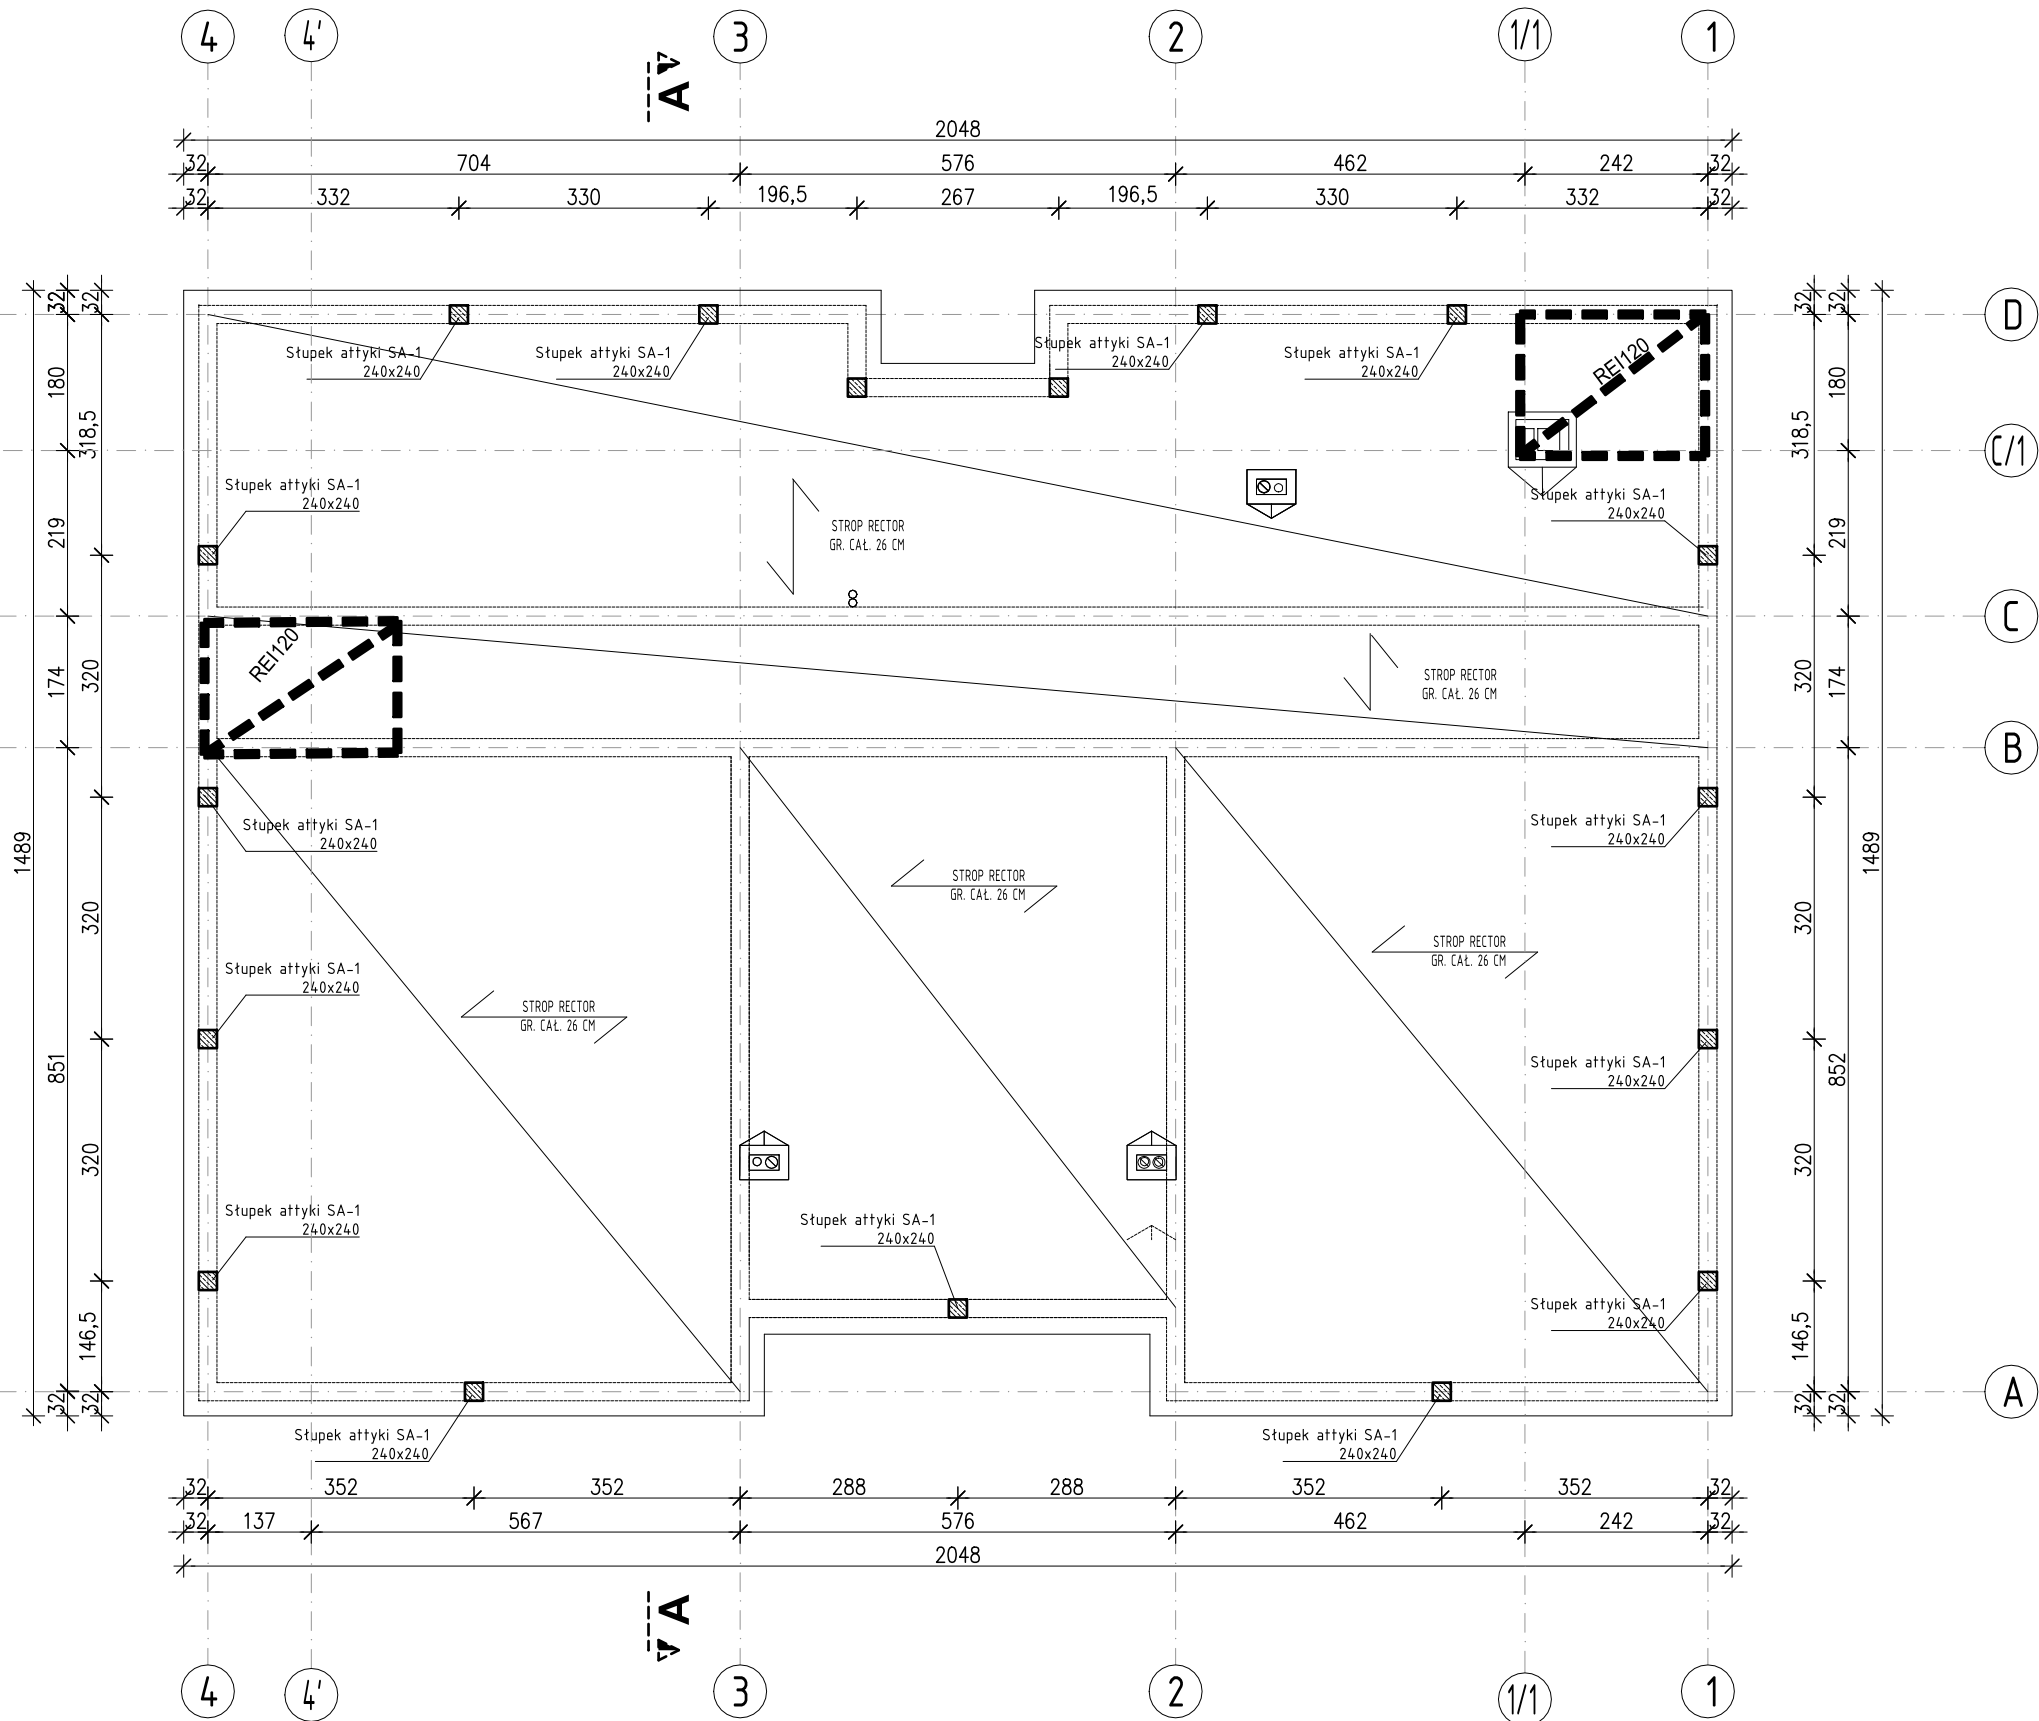 4 4' 3 2 1/1 1
A
2048
32 704 576 462 242 32
32 332 330 196,5 267 196,5 330 332 32
32 32 32 32
D
Słupek attyki SA-1
240x240
Słupek attyki SA-1
240x240
Słupek attyki SA-1
240x240
Słupek attyki SA-1
240x240
REI120
180 180
318,5 318,5
C/1
Słupek attyki SA-1
240x240
Słupek attyki SA-1
240x240
STROP RECTOR
GR. CAŁ. 26 CM
219 219
C
REI120
174 320 320 174
STROP RECTOR
GR. CAŁ. 26 CM
B
Słupek attyki SA-1
240x240
Słupek attyki SA-1
240x240
1489 1489
STROP RECTOR
GR. CAŁ. 26 CM
320 320
STROP RECTOR
GR. CAŁ. 26 CM
Słupek attyki SA-1
240x240
STROP RECTOR
GR. CAŁ. 26 CM
851 852
Słupek attyki SA-1
240x240
320 320
Słupek attyki SA-1
240x240
Słupek attyki SA-1
240x240
Słupek attyki SA-1
240x240
146,5 146,5
32 32 32 32
A
Słupek attyki SA-1
240x240
Słupek attyki SA-1
240x240
32 352 352 288 288 352 352 32
32 137 567 576 462 242 32
2048
A
4 4' 3 2 1/1 1